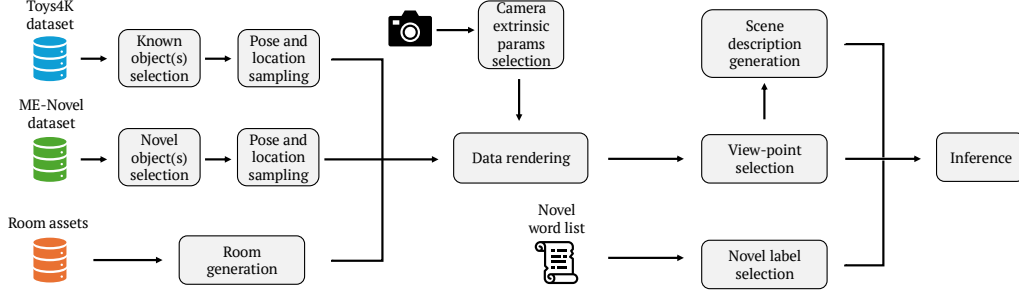 Toys4K
dataset
Known
object(s)
selection
Pose and
location
sampling
Camera
extrinsic
params
selection
Scene
description
generation
ME-Novel
dataset
Novel
object(s)
selection
Pose and
location
sampling
Data rendering
View-point
selection
Inference
Room assets
Room
generation
Novel
word list
Novel label
selection